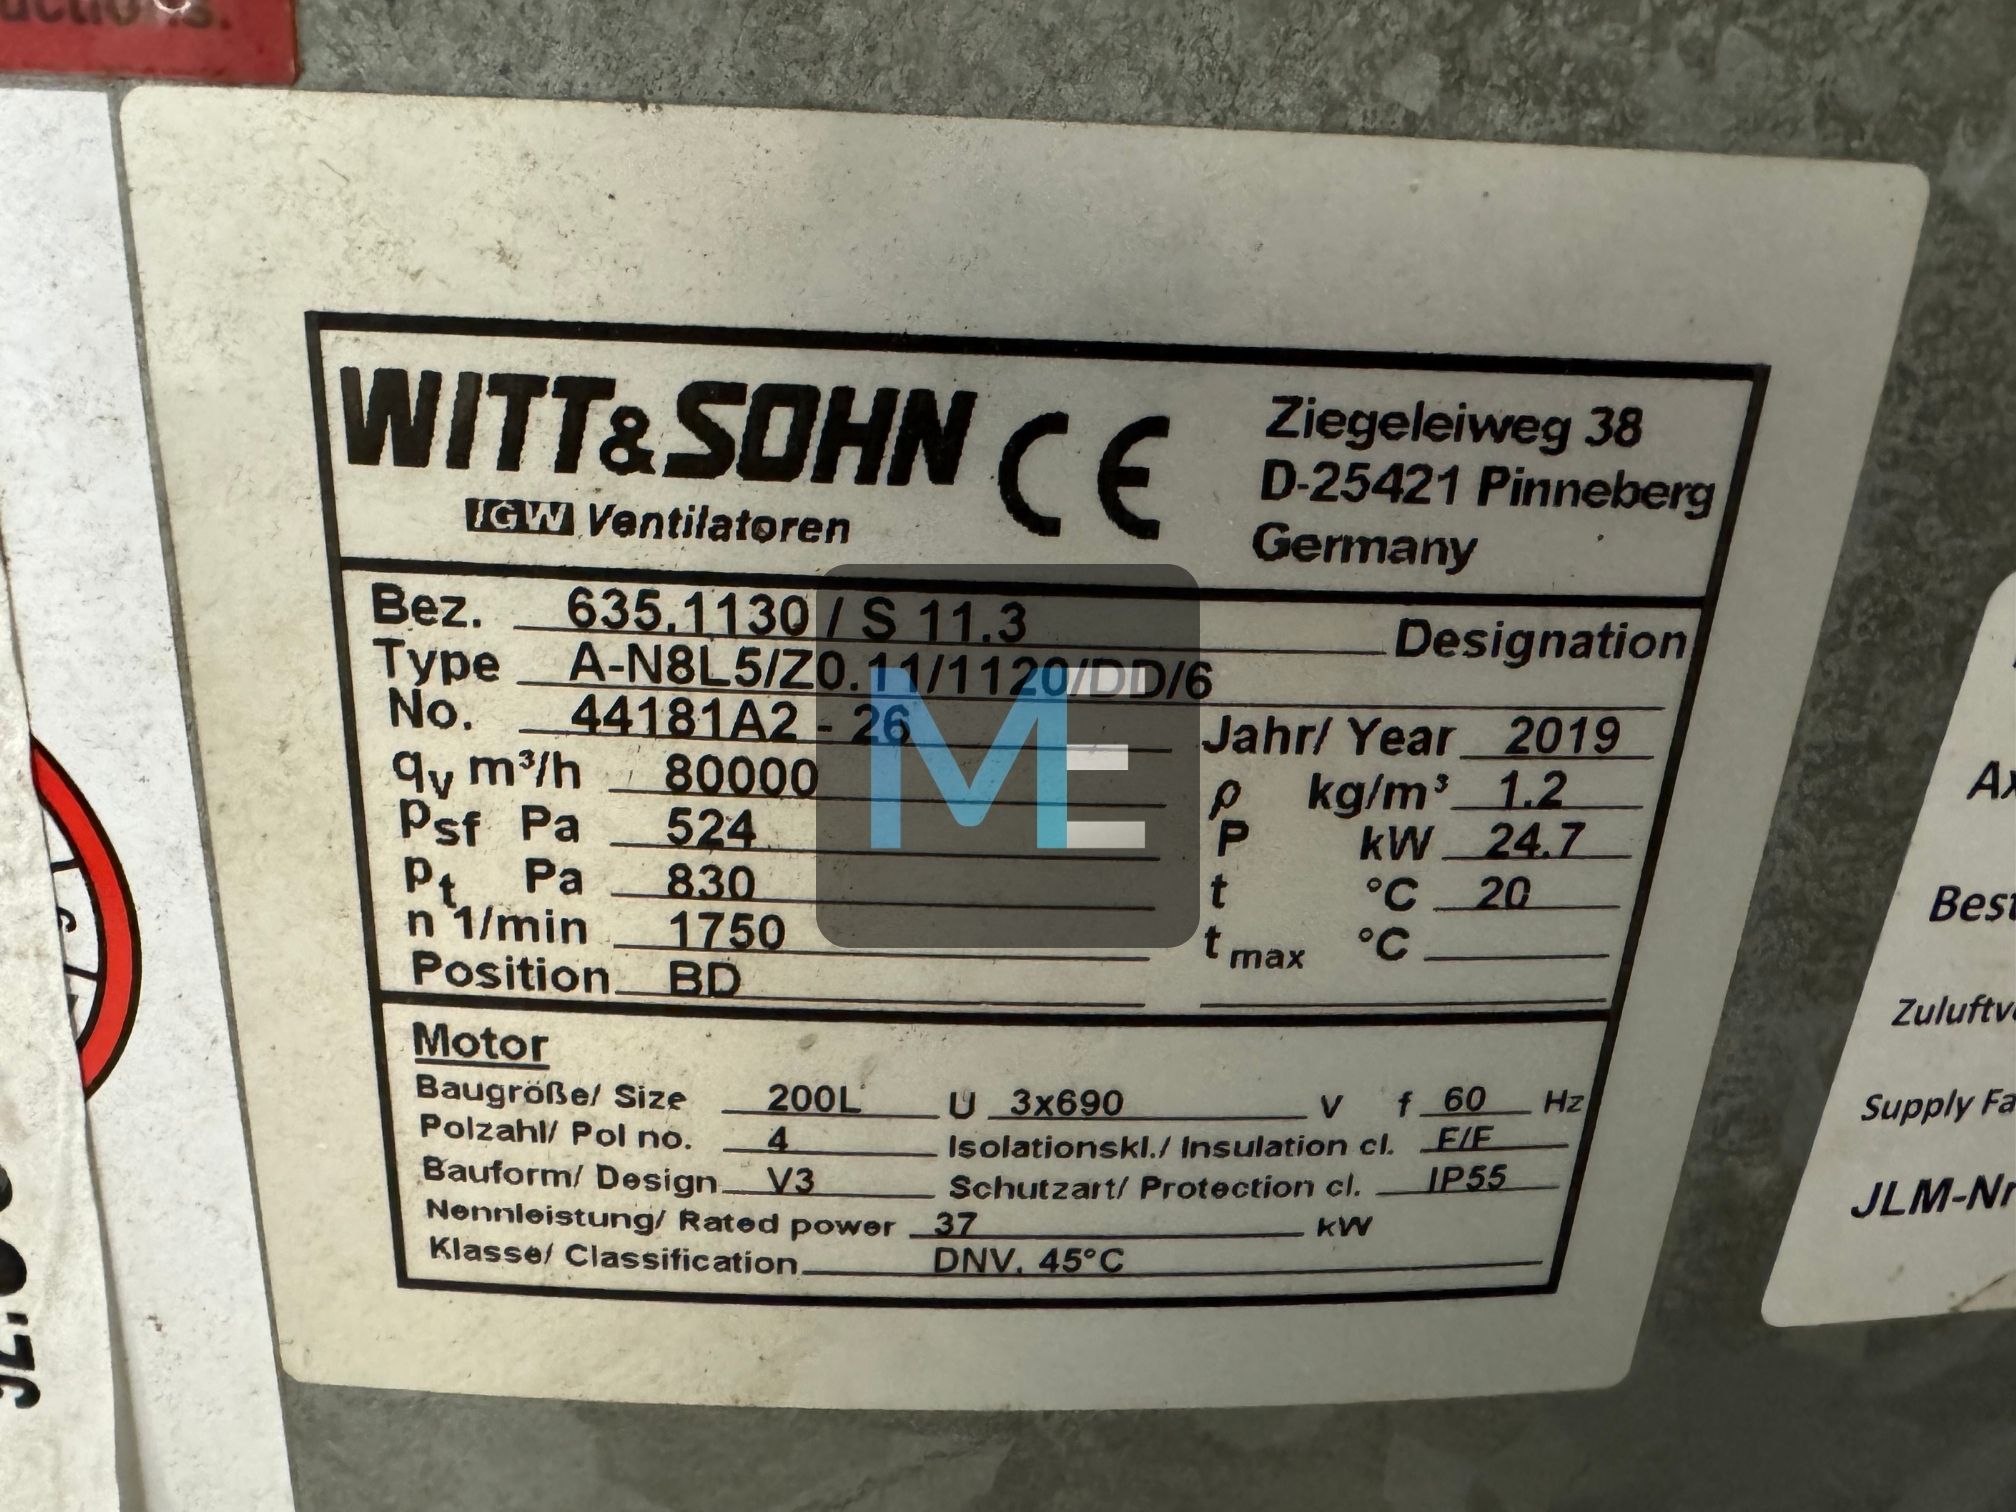 uctions.
WITT&SOHN CE
IGW Ventilatoren
Ziegeleiweg 38
D-25421 Pinneberg
Germany
Bez. 635.1130 / S 11.3 Designation
Type A-N8L5/Z0.11/1120/DD/6
No. 44181A2 - 26 Jahr/ Year 2019
qv m³/h 80000 ρ kg/m³ 1.2
Psf Pa 524 P kW 24.7
Pt Pa 830 t °C 20
n 1/min 1750 t max °C
Position BD
Motor
Baugröße/ Size 200L U 3x690 V f 60 Hz
Polzahl/ Pol no. 4 Isolationskl./ Insulation cl. F/F
Bauform/ Design V3 Schutzart/ Protection cl. IP55
Nennleistung/ Rated power 37 kW
Klasse/ Classification DNV, 45°C
ME
Ax
Best
Zuluftv
Supply Fa
JLM-Nr